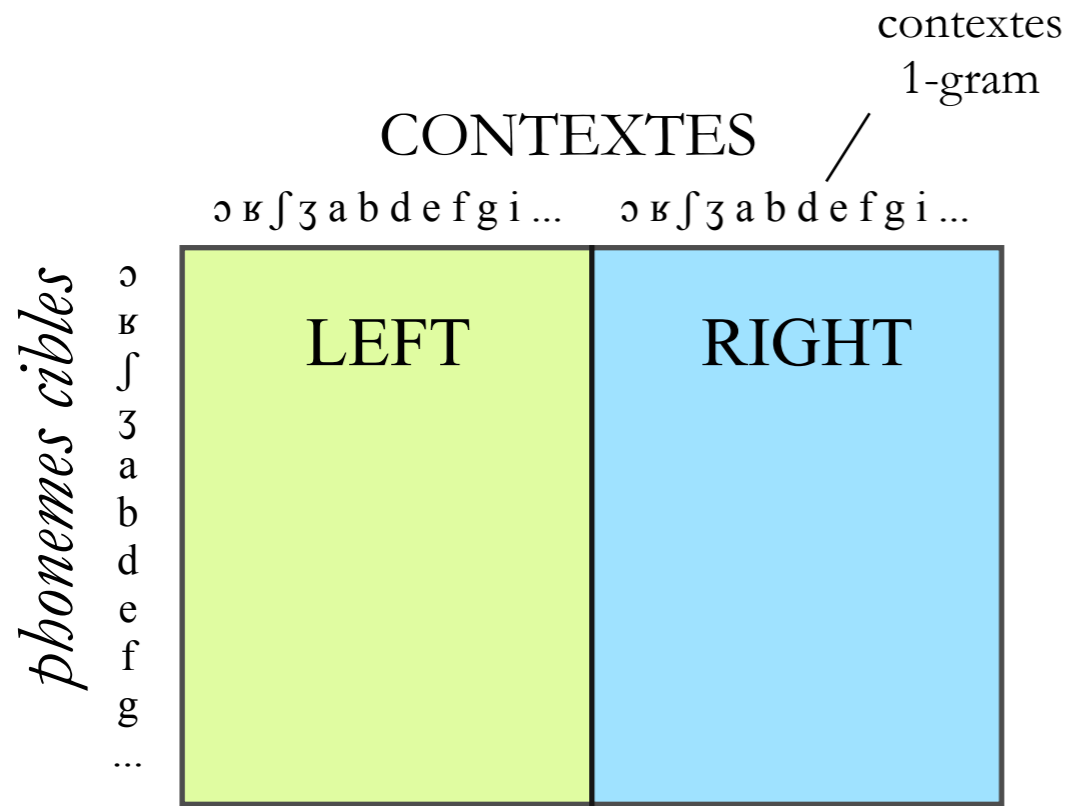 contextes
1-gram
CONTEXTES
ɔ ʁ ʃ ʒ a b d e f g i ... ɔ ʁ ʃ ʒ a b d e f g i ...
phonemes cibles
LEFT RIGHT
ɔ
ʁ
ʃ
ʒ
a
b
d
e
f
g
...